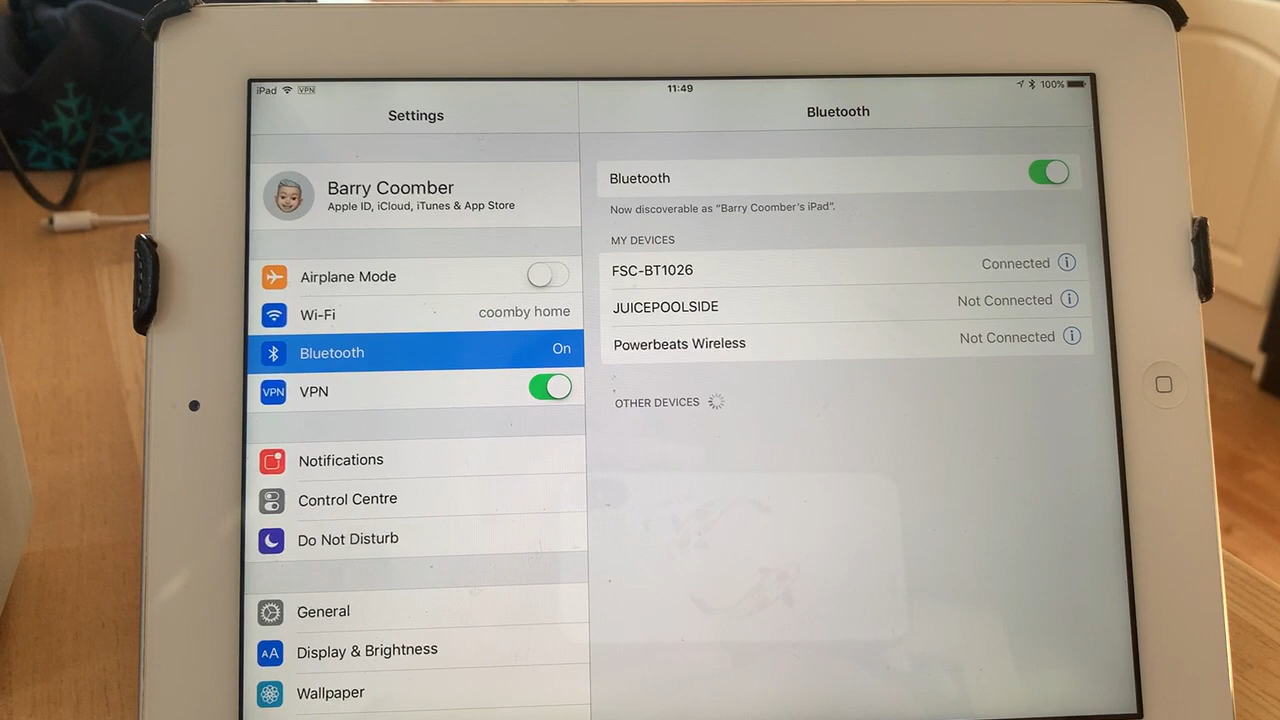 iPad VPN 11:49 100%
Settings
Bluetooth
Barry Coomber
Apple ID, iCloud, iTunes & App Store
Airplane Mode
Wi-Fi coomby home
Bluetooth On
VPN VPN
Notifications
Control Centre
Do Not Disturb
General
AA Display & Brightness
Wallpaper
Bluetooth
Now discoverable as “Barry Coomber's iPad”.
MY DEVICES
FSC-BT1026 Connected i
JUICEPOOLSIDE Not Connected i
Powerbeats Wireless Not Connected i
OTHER DEVICES